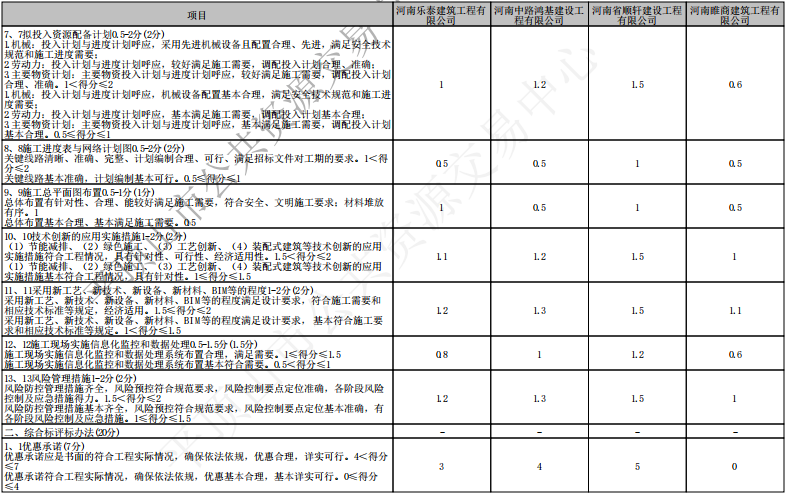 项目
河南乐泰建筑工程有限公司
河南中路鸿基建设工程有限公司
河南省顺轩建设工程有限公司
河南睢商建筑工程有限公司
7、7拟投入资源配备计划0.5-2分(2分)
1.机械：投入计划与进度计划呼应，采用先进机械设备且配置合理、先进，满足安全技术
规范和施工进度需要；
2 劳动力：投入计划与进度计划呼应，较好满足施工需要，调配投入计划合理、准确；
3 主要物资计划：主要物资投入计划与进度计划呼应，较好满足施工需要，调配投入计划
合理、准确。1＜得分≤2
1.机械：投入计划与进度计划呼应，机械设备配置基本合理，满足安全技术规范和施工进
度需要；
2 劳动力：投入计划与进度计划呼应，基本满足施工需要，调配投入计划基本合理；
3 主要物资计划：主要物资投入计划与进度计划呼应，基本满足施工需要，调配投入计划
基本合理。0.5≤得分≤1
1
1.2
1.5
0.6
8、8施工进度表与网络计划图0.5-2分(2分)
关键线路清晰、准确、完整、计划编制合理、可行、满足招标文件对工期的要求。1＜得
分≤2
关键线路基本准确，计划编制基本可行。0.5≤得分≤1
0.5
0.5
1
0.5
9、9施工总平面图布置0.5-1分(1分)
总体布置有针对性、合理、能较好满足施工需要，符合安全、文明施工要求；材料堆放
有序。1
总体布置基本合理、基本满足施工需要。0.5
1
0.5
1
0.5
10、10技术创新的应用实施措施1-2分(2分)
（1）节能减排、（2）绿色施工、（3）工艺创新、（4）装配式建筑等技术创新的应用
实施措施符合工程情况，具有针对性、可行性、经济适用性。1.5＜得分≤2
（1）节能减排、（2）绿色施工、（3）工艺创新、（4）装配式建筑等技术创新的应用
实施措施基本符合工程情况，具有针对性。1≤得分≤1.5
1.1
1.2
1.5
1
11、11采用新工艺、新技术、新设备、新材料、BIM等的程度1-2分(2分)
采用新工艺、新技术、新设备、新材料、BIM等的程度满足设计要求，符合施工需要和
相应技术标准等规定，经济适用。1.5≤得分≤2
采用新工艺、新技术、新设备、新材料、BIM等的程度满足设计要求， 基本符合施工要
求和相应技术标准等规定。1＜得分≤1.5
1.2
1.3
1.5
1.1
12、12施工现场实施信息化监控和数据处理0.5-1.5分(1.5分)
施工现场实施信息化监控和数据处理系统布置合理，满足需要。1≤得分≤1.5
施工现场实施信息化监控和数据处理系统布置基本符合需要。0.5＜得分≤1
0.8
1
1.2
0.6
13、13风险管理措施1-2分(2分)
风险防控管理措施齐全，风险预控符合规范要求，风险控制要点定位准确，各阶段风险
控制及应急措施得力。1.5＜得分≤2
风险防控管理措施基本齐全，风险预控符合规范要求，风险控制要点定位基本准确，有
各阶段风险控制及应急措施。1≤得分≤1.5
1.2
1.3
1.5
1
二、综合标评标办法(20分)
-
-
-
-
1、1优惠承诺(7分)
优惠承诺应是书面的符合工程实际情况，确保依法依规，优惠合理，详实可行。4＜得分
≤7
优惠承诺符合工程实际情况，确保依法依规，优惠基本合理，基本详实可行。0≤得分
≤4
3
4
5
0
平顶山市公共资源交易中心